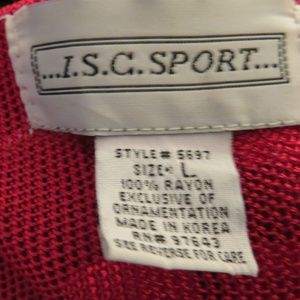 ...I.S.C. SPORT...
STYLE# 5697
SIZE: L
100% RAYON
EXCLUSIVE OF
ORNAMENTATION
MADE IN KOREA
RN# 97643
SEE REVERSE FOR CARE